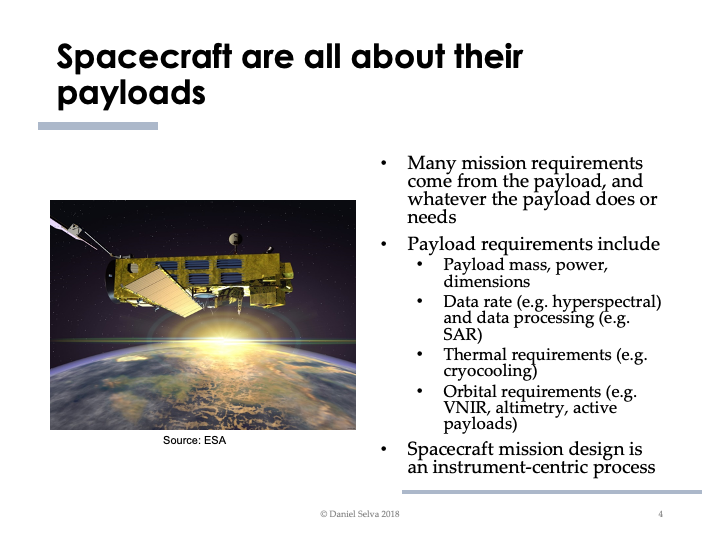 Spacecraft are all about their
payloads
• Many mission requirements
come from the payload, and
whatever the payload does or
needs
• Payload requirements include
• Payload mass, power,
dimensions
• Data rate (e.g. hyperspectral)
and data processing (e.g.
SAR)
• Thermal requirements (e.g.
cryocooling)
• Orbital requirements (e.g.
VNIR, altimetry, active
payloads)
• Spacecraft mission design is
an instrument-centric process
Source: ESA
© Daniel Selva 2018
4